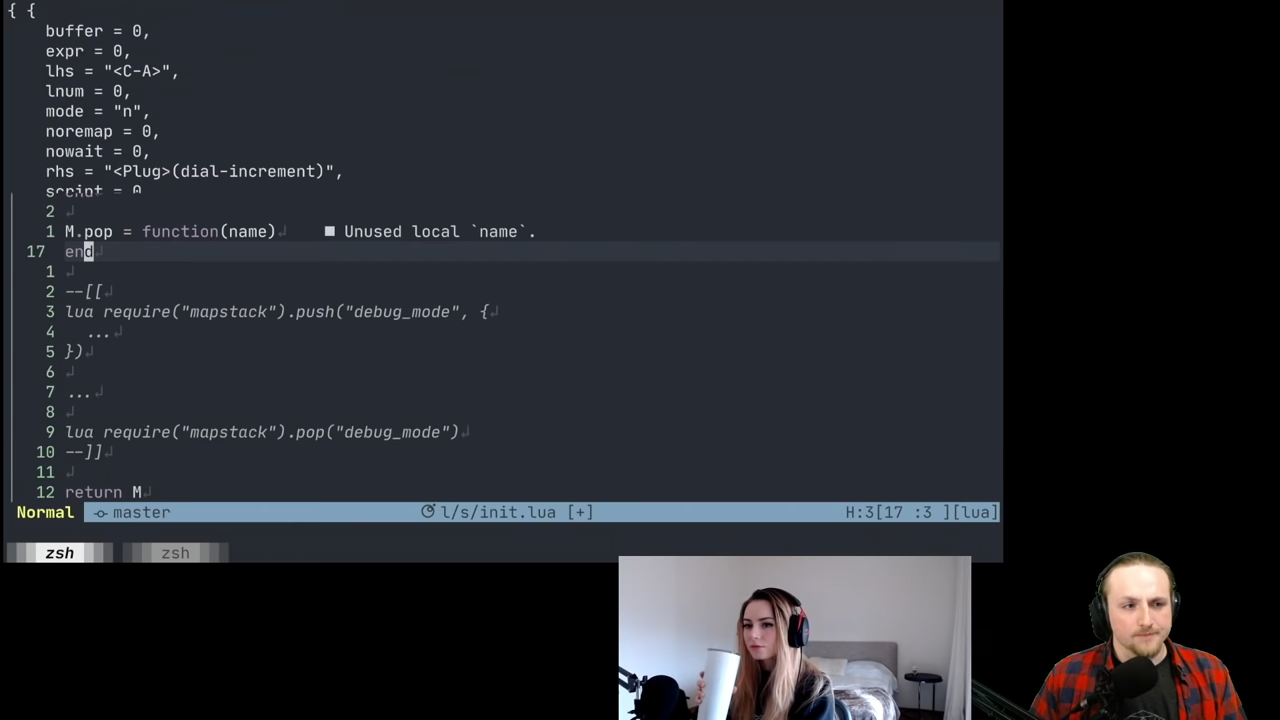 { {
buffer = 0,
expr = 0,
lhs = "<C-A>",
lnum = 0,
mode = "n",
noremap = 0,
nowait = 0,
rhs = "<Plug>(dial-increment)",
script = 0
2
1 M.pop = function(name) ■ Unused local `name`.
17 end
1
2 --[[
3 lua require("mapstack").push("debug_mode", {
4 ...
5 })
6
7 ...
8
9 lua require("mapstack").pop("debug_mode")
10 --]]
11
12 return M
Normal master l/s/init.lua [+] H:3[17 :3 ][lua]
zsh zsh